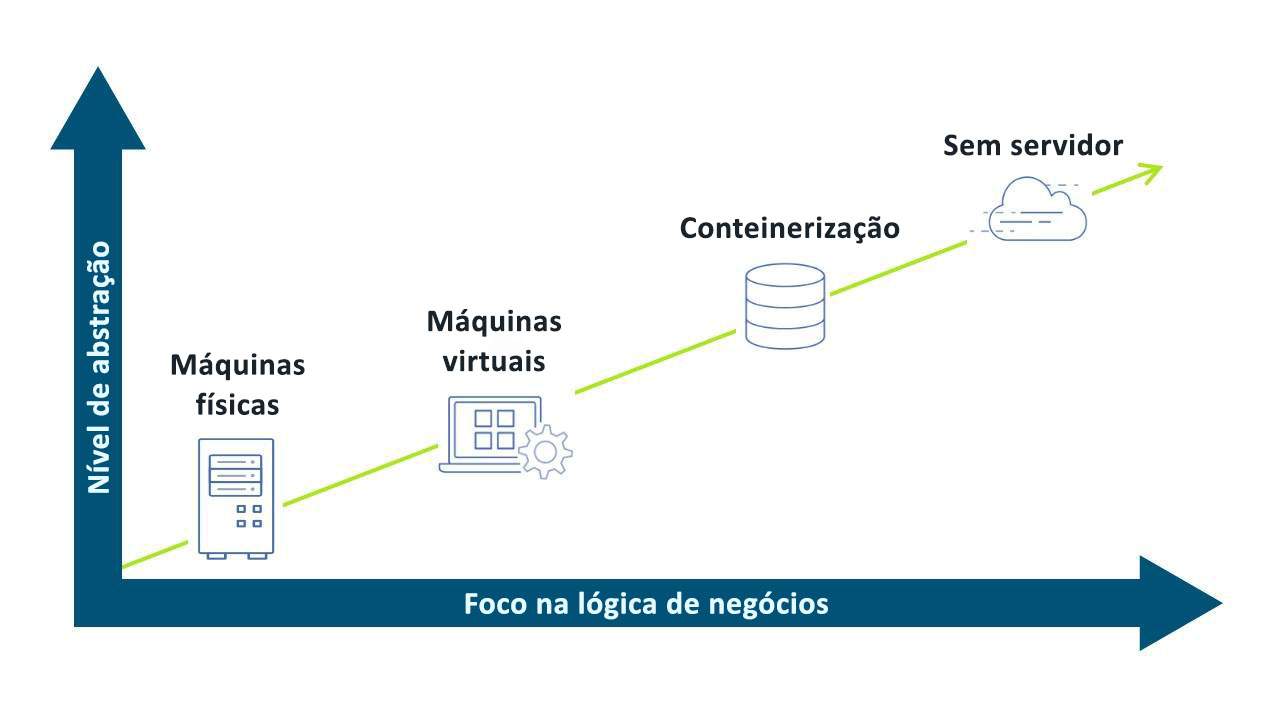 Sem servidor
Conteinerização
Máquinas
virtuais
Máquinas
físicas
Nível de abstração
Foco na lógica de negócios